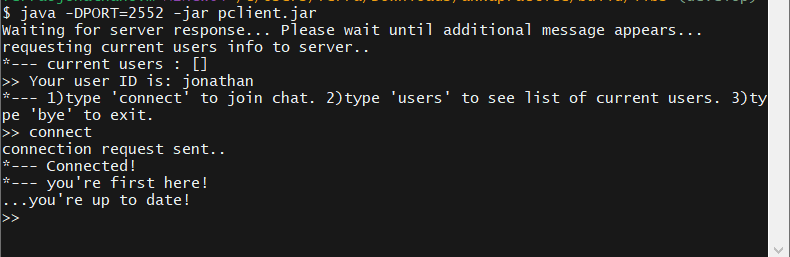 $ java -DPORT=2552 -jar pclient.jar
Waiting for server response... Please wait until additional message appears...
requesting current users info to server..
*--- current users : []
>> Your user ID is: jonathan
*--- 1)type 'connect' to join chat. 2)type 'users' to see list of current users. 3)ty
pe 'bye' to exit.
>> connect
connection request sent..
*--- Connected!
*--- you're first here!
...you're up to date!
>>